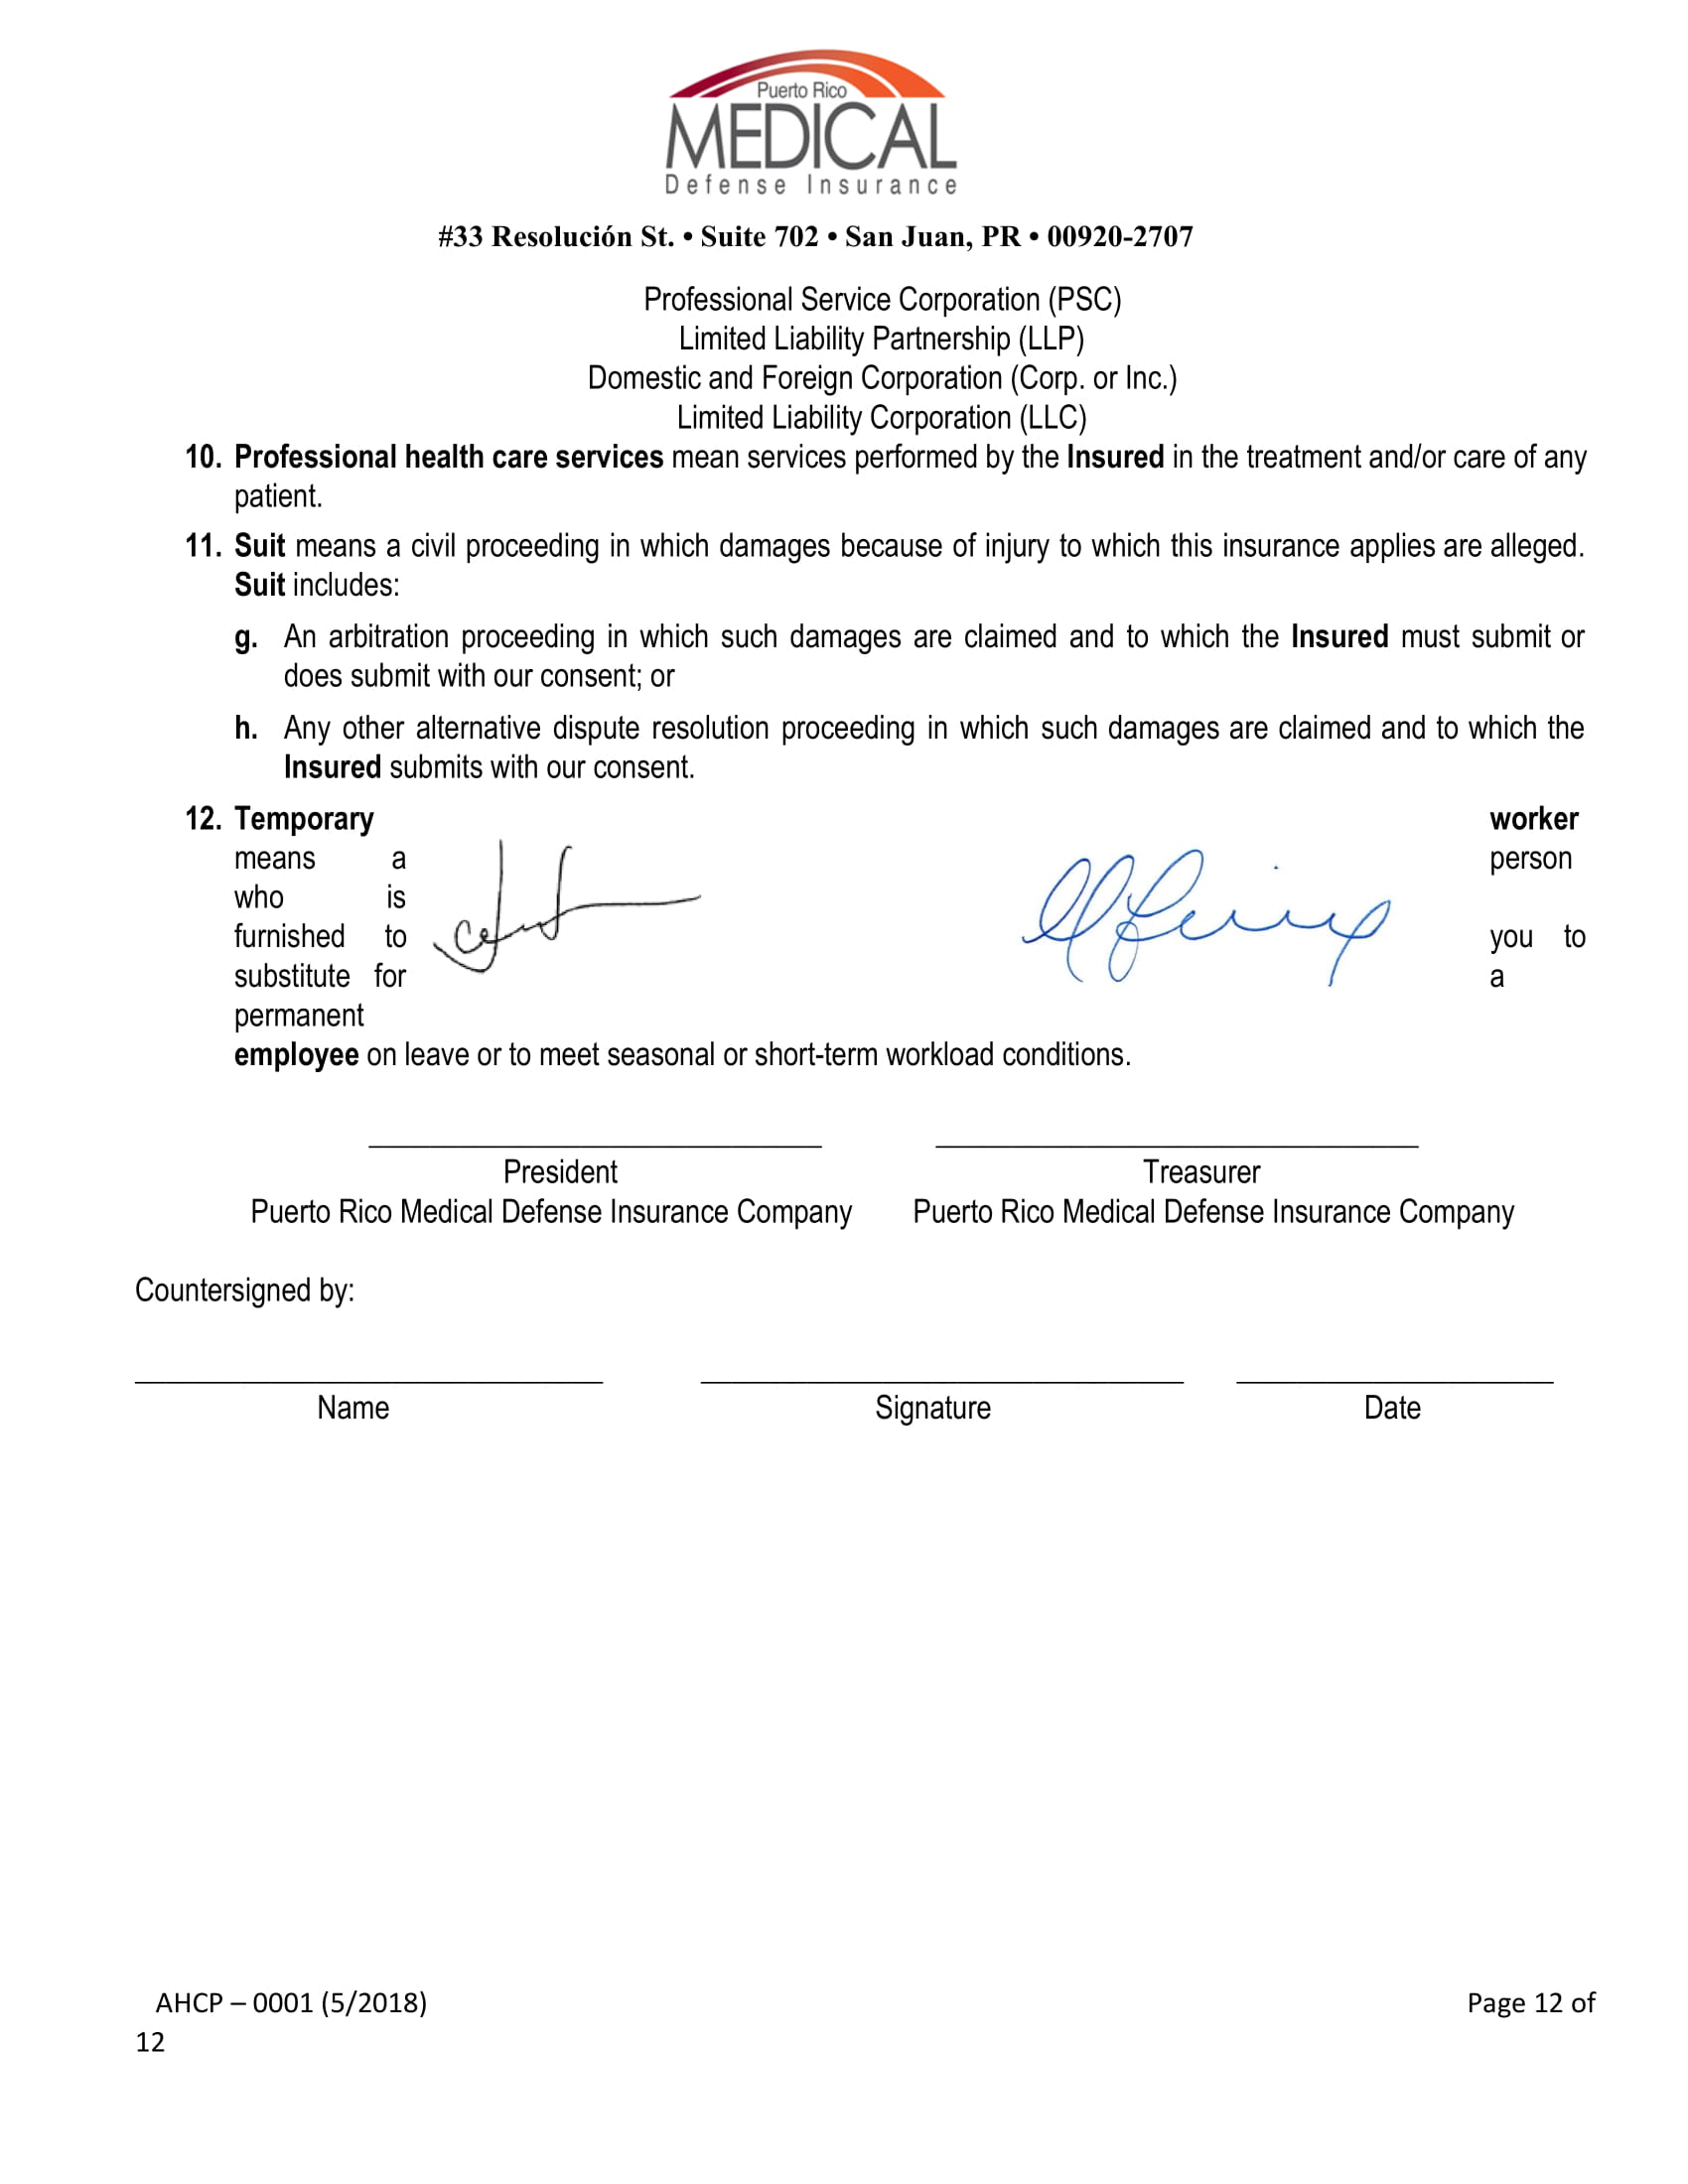 Puerto Rico
MEDICAL
Defense Insurance
#33 Resolución St. • Suite 702 • San Juan, PR • 00920-2707
Professional Service Corporation (PSC)
Limited Liability Partnership (LLP)
Domestic and Foreign Corporation (Corp. or Inc.)
Limited Liability Corporation (LLC)
10. Professional health care services mean services performed by the Insured in the treatment and/or care of any
patient.
11. Suit means a civil proceeding in which damages because of injury to which this insurance applies are alleged.
Suit includes:
g. An arbitration proceeding in which such damages are claimed and to which the Insured must submit or
does submit with our consent; or
h. Any other alternative dispute resolution proceeding in which such damages are claimed and to which the
Insured submits with our consent.
12. Temporary worker
means a person
who is
furnished to you to
substitute for a
permanent
employee on leave or to meet seasonal or short-term workload conditions.
President Treasurer
Puerto Rico Medical Defense Insurance Company Puerto Rico Medical Defense Insurance Company
Countersigned by:
Name Signature Date
AHCP – 0001 (5/2018) Page 12 of
12